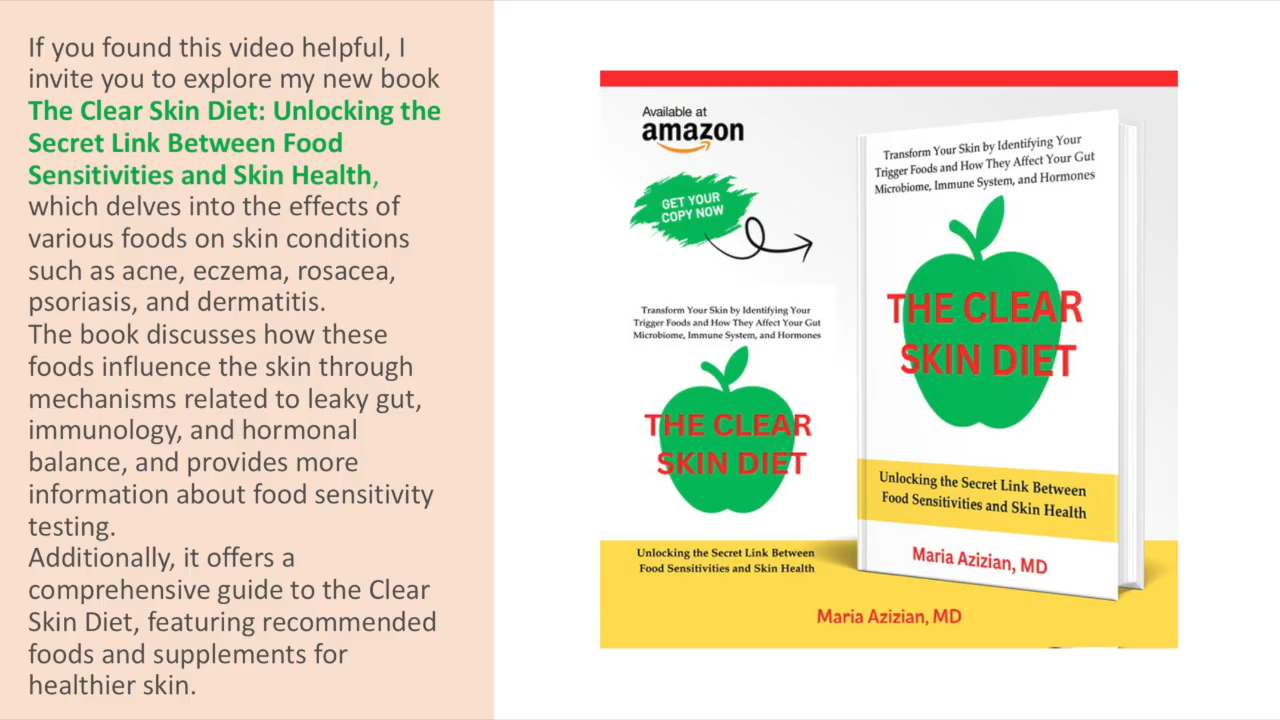 If you found this video helpful, I
invite you to explore my new book
The Clear Skin Diet: Unlocking the
Secret Link Between Food
Sensitivities and Skin Health,
which delves into the effects of
various foods on skin conditions
such as acne, eczema, rosacea,
psoriasis, and dermatitis.
The book discusses how these
foods influence the skin through
mechanisms related to leaky gut,
immunology, and hormonal
balance, and provides more
information about food sensitivity
testing.
Additionally, it offers a
comprehensive guide to the Clear
Skin Diet, featuring recommended
foods and supplements for
healthier skin.
Available at
amazon
GET YOUR
COPY NOW
Transform Your Skin by Identifying Your
Trigger Foods and How They Affect Your Gut
Microbiome, Immune System, and Hormones
THE CLEAR
SKIN DIET
Unlocking the Secret Link Between
Food Sensitivities and Skin Health
Maria Azizian, MD
Transform Your Skin by Identifying Your
Trigger Foods and How They Affect Your Gut
Microbiome, Immune System, and Hormones
THE CLEAR
SKIN DIET
Unlocking the Secret Link Between
Food Sensitivities and Skin Health
Maria Azizian, MD